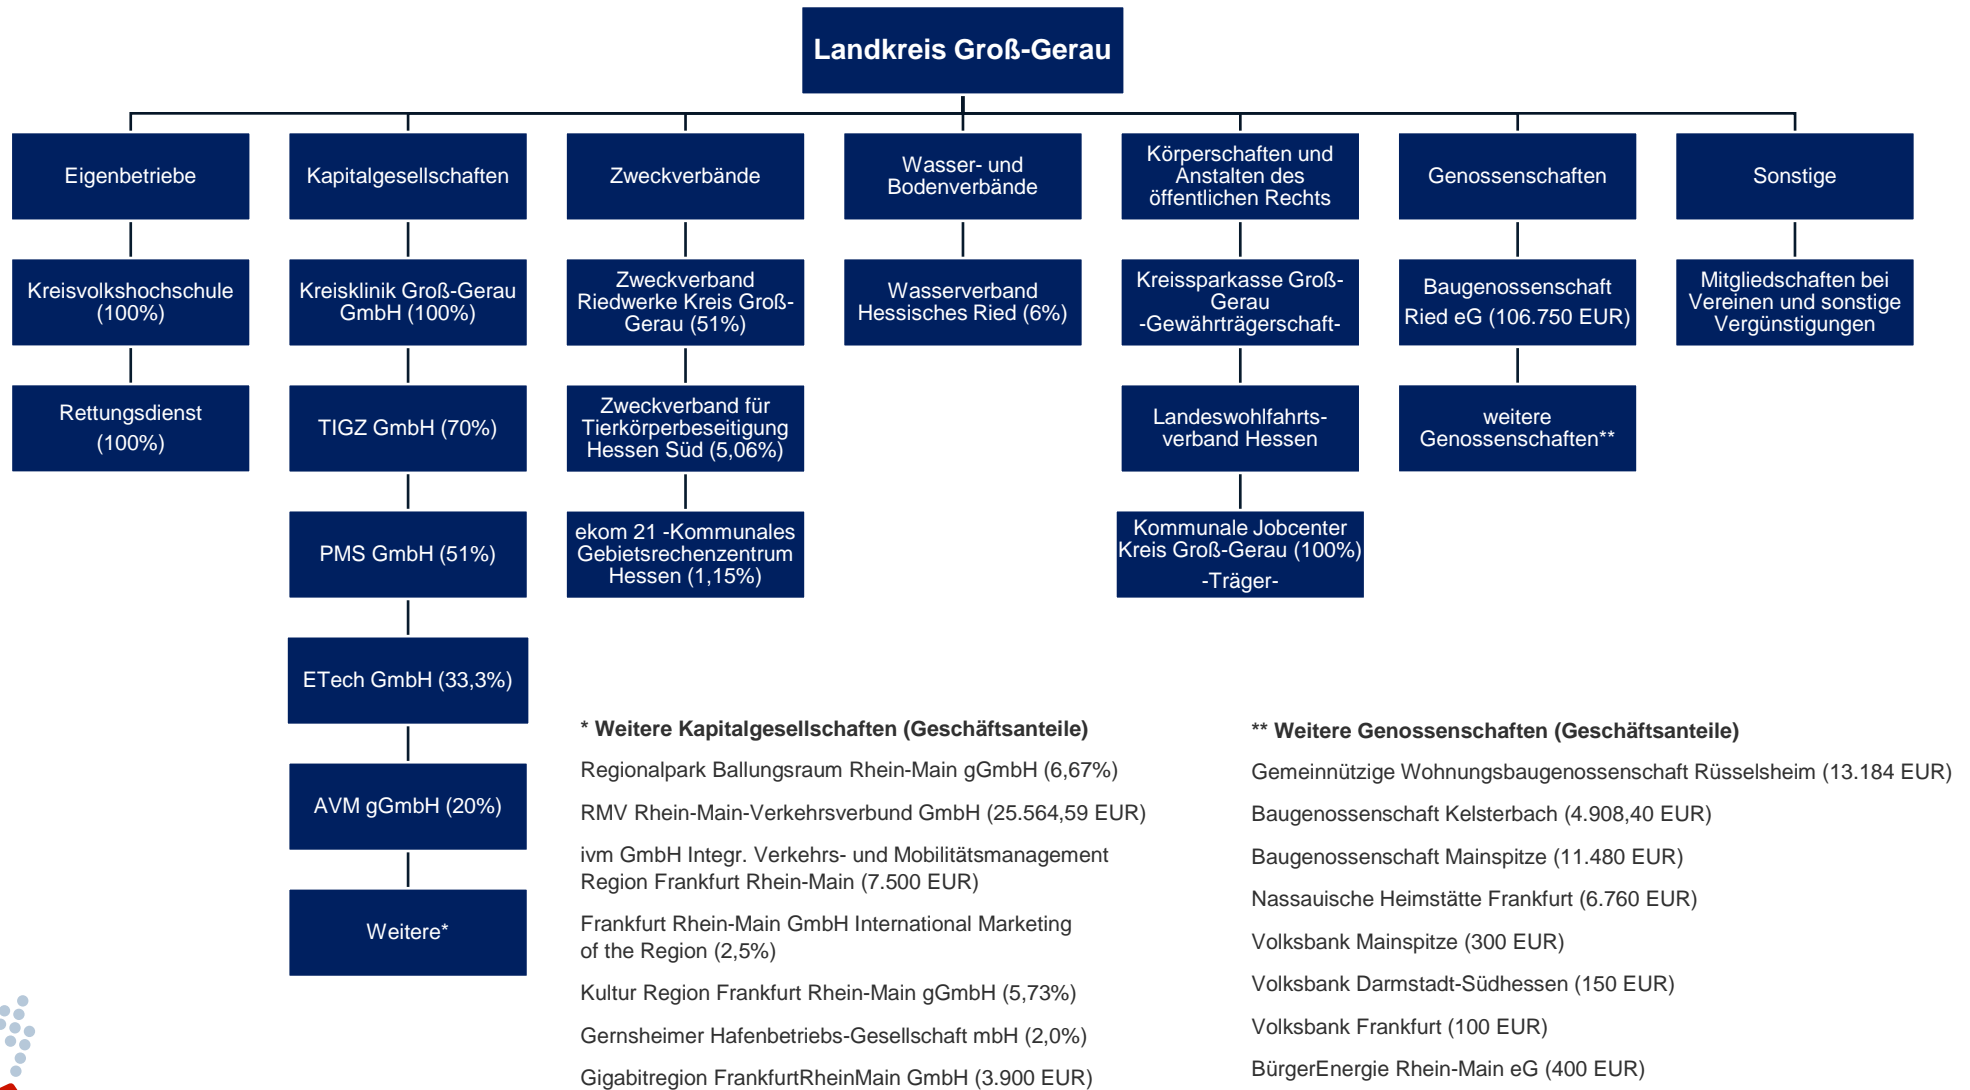 Landkreis Groß-Gerau
Eigenbetriebe
Kreisvolkshochschule
(100%)
Rettungsdienst
(100%)
Kapitalgesellschaften
Kreisklinik Groß-Gerau
GmbH (100%)
TIGZ GmbH (70%)
PMS GmbH (51%)
ETech GmbH (33,3%)
AVM gGmbH (20%)
Weitere*
Zweckverbände
Zweckverband
Riedwerke Kreis Groß-
Gerau (51%)
Zweckverband für
Tierkörperbeseitigung
Hessen Süd (5,06%)
ekom 21 -Kommunales
Gebietsrechenzentrum
Hessen (1,15%)
Wasser- und
Bodenverbände
Wasserverband
Hessisches Ried (6%)
Körperschaften und
Anstalten des
öffentlichen Rechts
Kreissparkasse Groß-
Gerau
-Gewährträgerschaft-
Landeswohlfahrts-
verband Hessen
Kommunale Jobcenter
Kreis Groß-Gerau (100%)
-Träger-
Genossenschaften
Baugenossenschaft
Ried eG (106.750 EUR)
weitere
Genossenschaften**
Sonstige
Mitgliedschaften bei
Vereinen und sonstige
Vergünstigungen
* Weitere Kapitalgesellschaften (Geschäftsanteile)
Regionalpark Ballungsraum Rhein-Main gGmbH (6,67%)
RMV Rhein-Main-Verkehrsverbund GmbH (25.564,59 EUR)
ivm GmbH Integr. Verkehrs- und Mobilitätsmanagement
Region Frankfurt Rhein-Main (7.500 EUR)
Frankfurt Rhein-Main GmbH International Marketing
of the Region (2,5%)
Kultur Region Frankfurt Rhein-Main gGmbH (5,73%)
Gernsheimer Hafenbetriebs-Gesellschaft mbH (2,0%)
Gigabitregion FrankfurtRheinMain GmbH (3.900 EUR)
** Weitere Genossenschaften (Geschäftsanteile)
Gemeinnützige Wohnungsbaugenossenschaft Rüsselsheim (13.184 EUR)
Baugenossenschaft Kelsterbach (4.908,40 EUR)
Baugenossenschaft Mainspitze (11.480 EUR)
Nassauische Heimstätte Frankfurt (6.760 EUR)
Volksbank Mainspitze (300 EUR)
Volksbank Darmstadt-Südhessen (150 EUR)
Volksbank Frankfurt (100 EUR)
BürgerEnergie Rhein-Main eG (400 EUR)